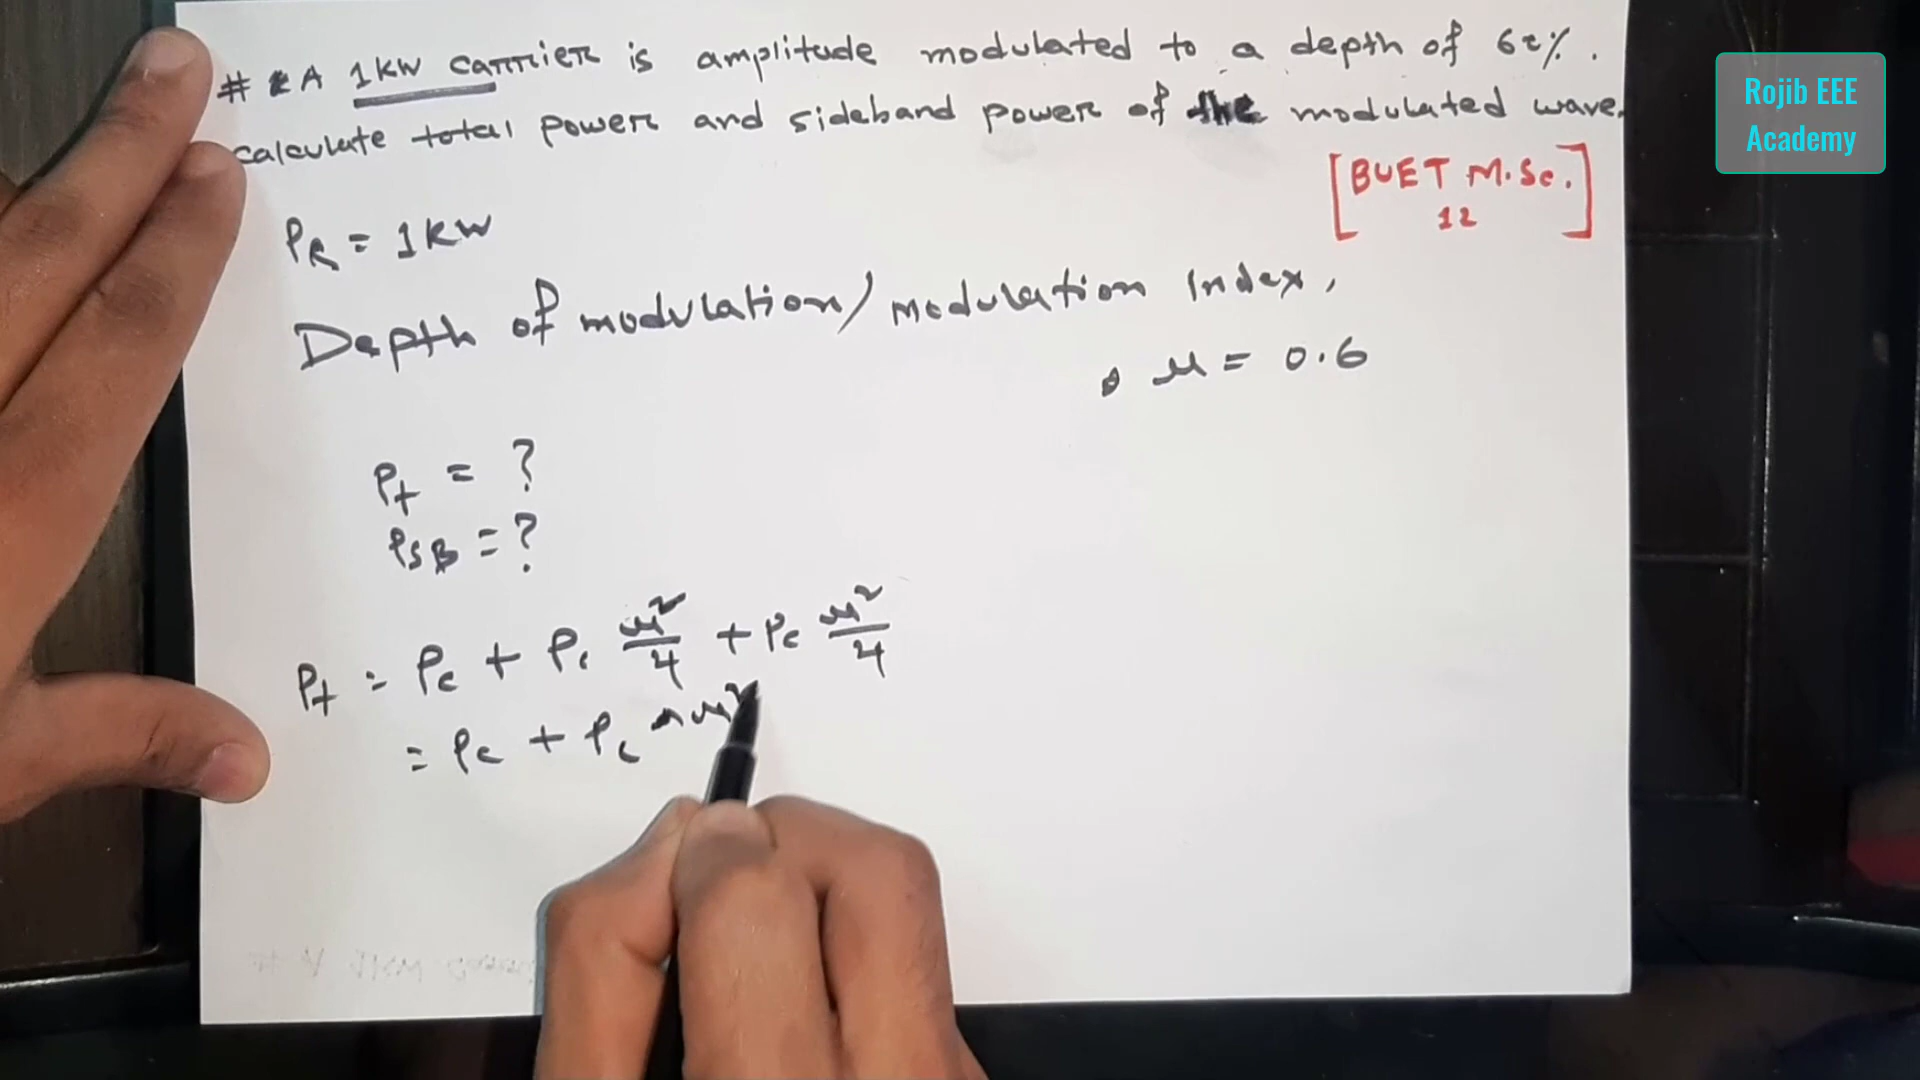 # A 1KW carrier is amplitude modulated to a depth of 60%.
calculate total power and sideband power of the modulated wave.
Rojib EEE
Academy
[BUET M.Sc.]
12
PR = 1KW
Depth of modulation/modulation Index,
μ = 0.6
Pt = ?
PSB = ?
Pt = Pc + Pc μ²/4 + Pc μ²/4
= Pc + Pc μ²